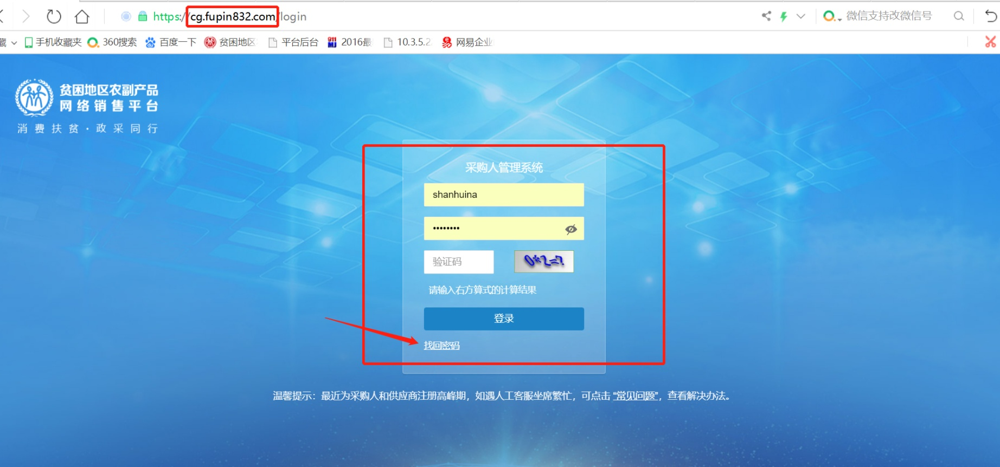 https://cg.fupin832.com/login
微信支持改微信号
藏
手机收藏夹
360搜索
百度一下
贫困地区
平台后台
2016最
10.3.5.2
网易企业
贫困地区农副产品
网络销售平台
消费扶贫·政采同行
采购人管理系统
shanhuina
••••••••
验证码
0*2=?
请输入右方算式的计算结果
登录
找回密码
温馨提示：最近为采购人和供应商注册高峰期，如遇人工客服坐席繁忙，可点击 “常见问题”，查看解决办法。